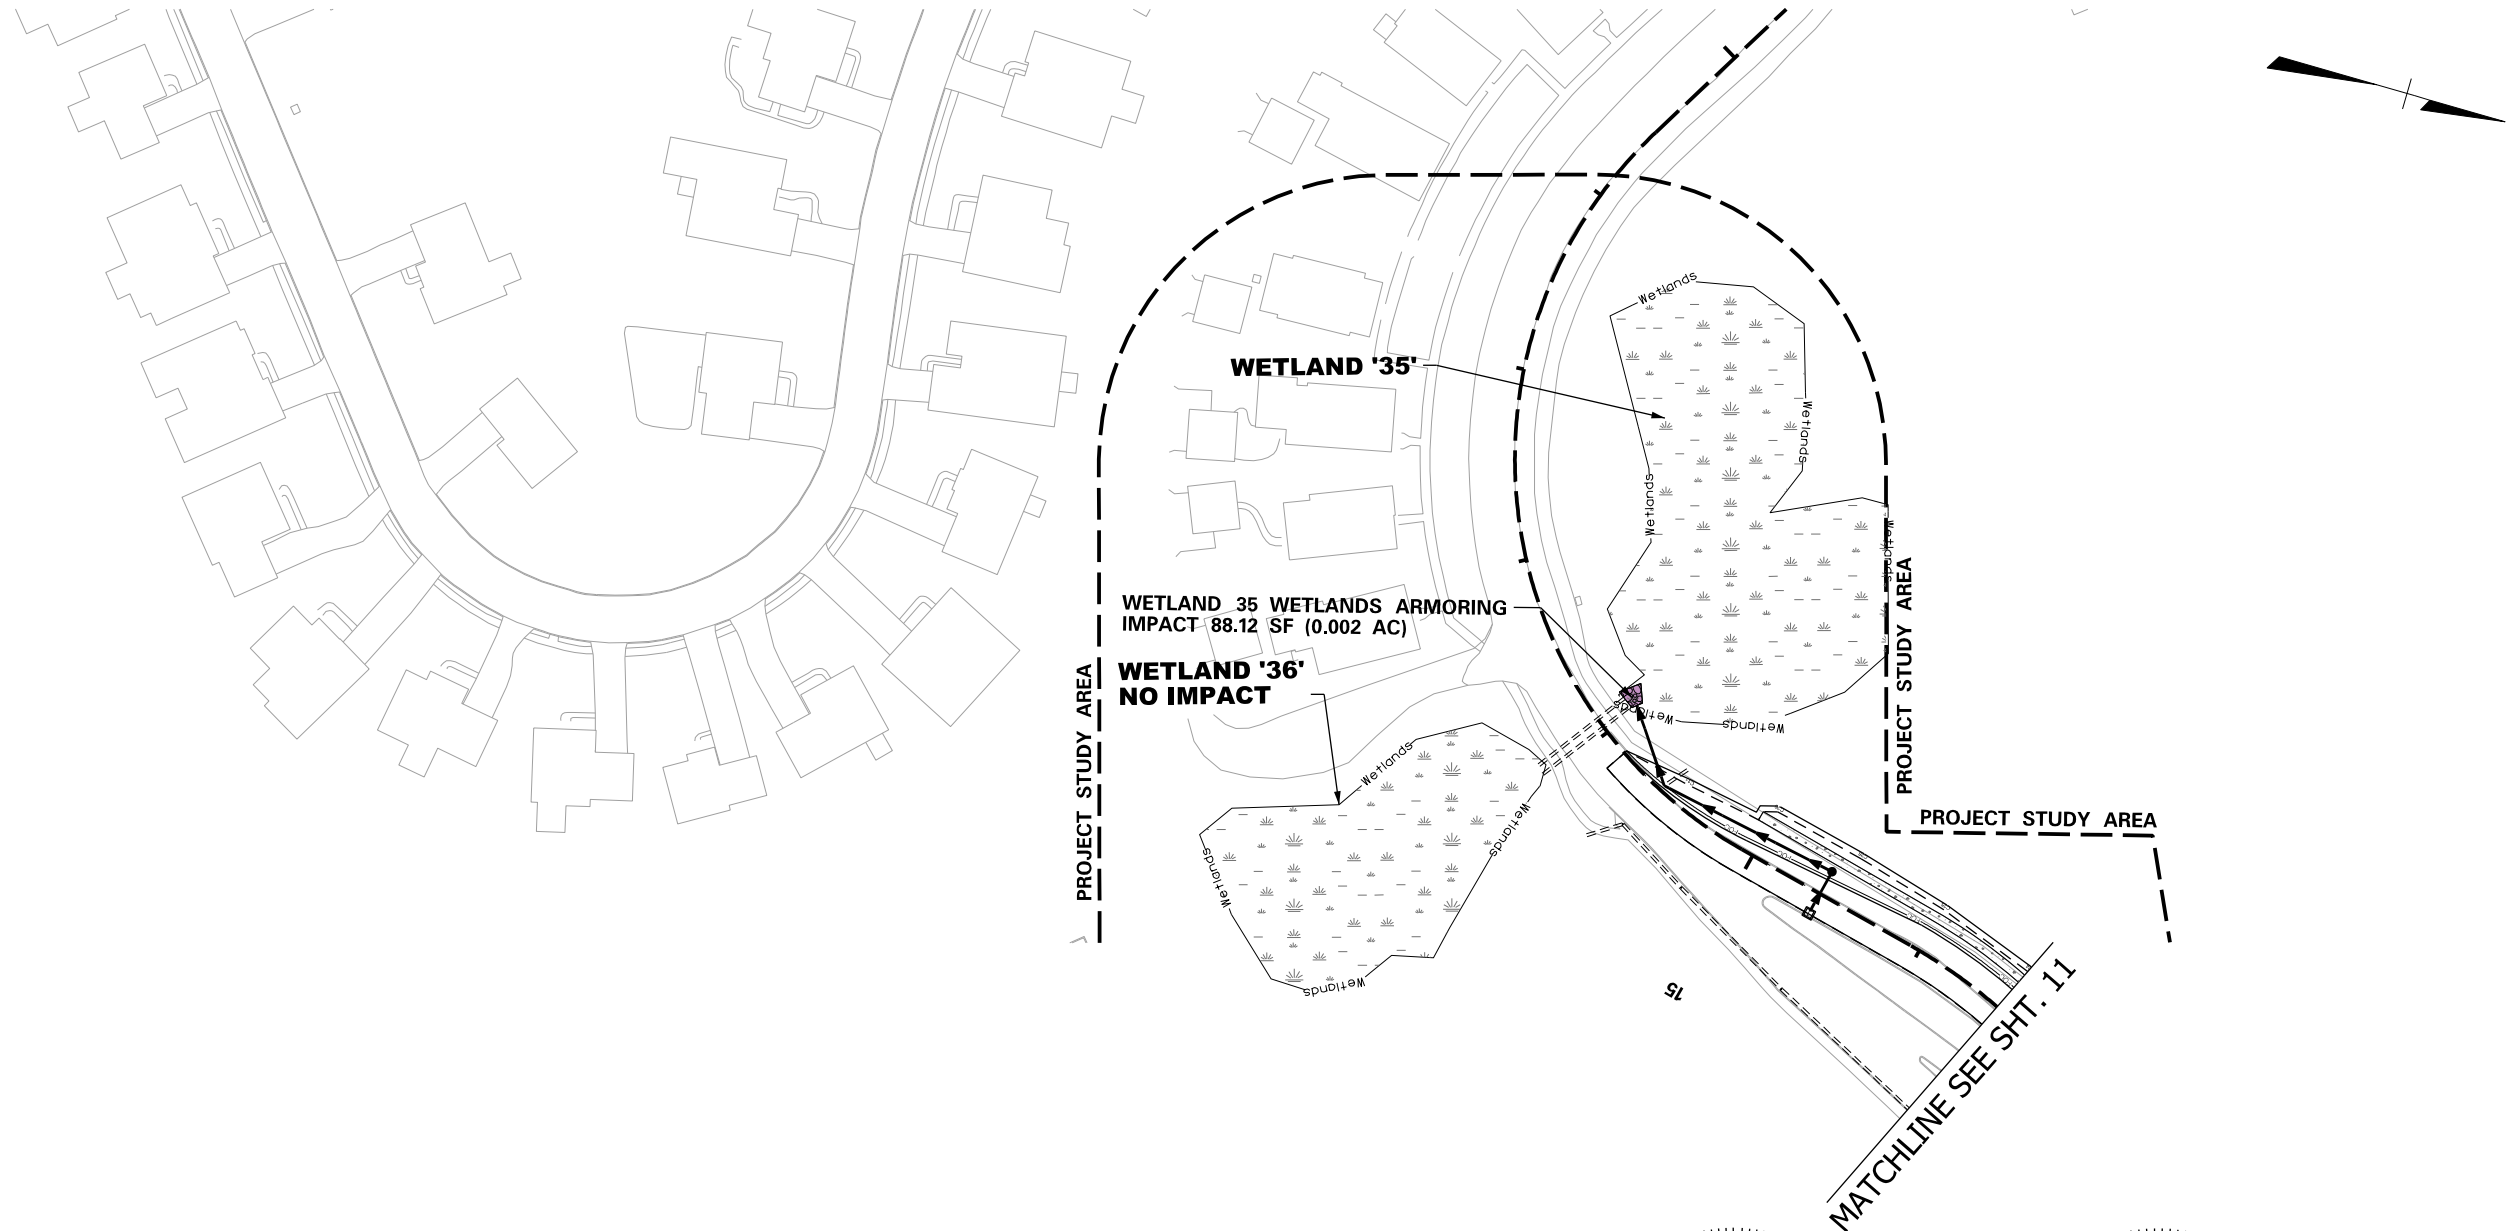 Wetlands
WETLAND '35'
Wetlands
Wetlands
Wetlands
PROJECT STUDY AREA
WETLAND 35 WETLANDS ARMORING
IMPACT 88.12 SF (0.002 AC)
WETLAND '36'
NO IMPACT
PROJECT STUDY AREA
Wetlands
Wetlands
Wetlands
Wetlands
Wetlands
Wetlands
PROJECT STUDY AREA
15
MATCHLINE SEE SHT. 11